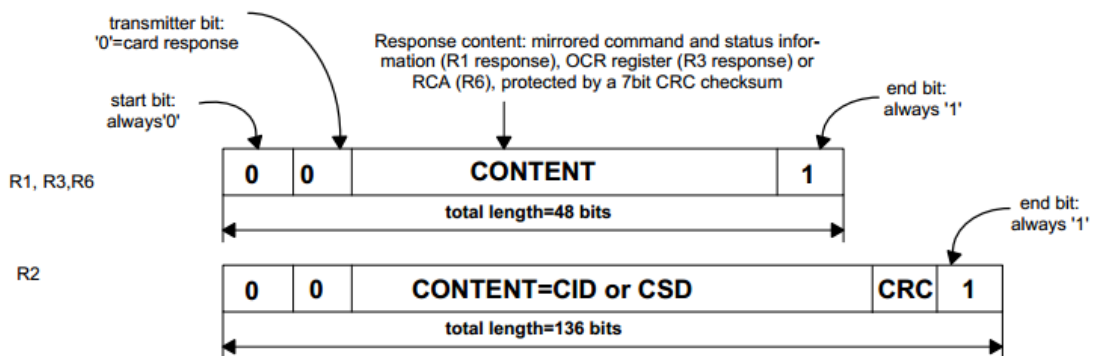 transmitter bit:
'0'=card response
Response content: mirrored command and status infor-
mation (R1 response), OCR register (R3 response) or
RCA (R6), protected by a 7bit CRC checksum
start bit:
always'0'
end bit:
always '1'
R1, R3,R6
0 0 CONTENT 1
total length=48 bits
end bit:
always '1'
R2
0 0 CONTENT=CID or CSD CRC 1
total length=136 bits